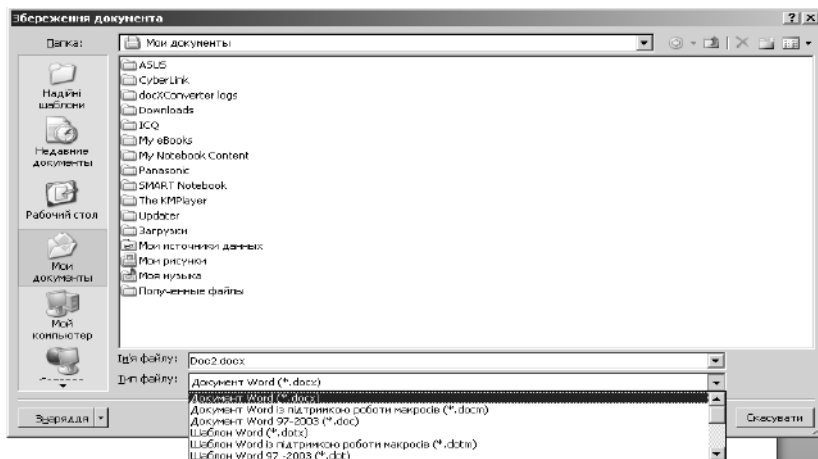 Збереження документа
Папка:
Мои документы
Надійні шаблони
Недавние документы
Рабочий стол
Мои документы
Мой компьютер
ASUS
CyberLink
docXConverter logs
Downloads
ICQ
My eBooks
My Notebook Content
Panasonic
SMART Notebook
The KMPlayer
Updater
Загрузки
Мои источники данных
Мои рисунки
Моя музыка
Полученные файлы
Ім'я файлу:
Doc2.docx
Тип файлу:
Документ Word (*.docx)
Документ Word (*.docx)
Документ Word із підтримкою роботи макросів (*.docm)
Документ Word 97-2003 (*.doc)
Шаблон Word (*.dotx)
Шаблон Word із підтримкою роботи макросів (*.dotm)
Шаблон Word 97 -2003 (*.dot)
Знаряддя
Скасувати